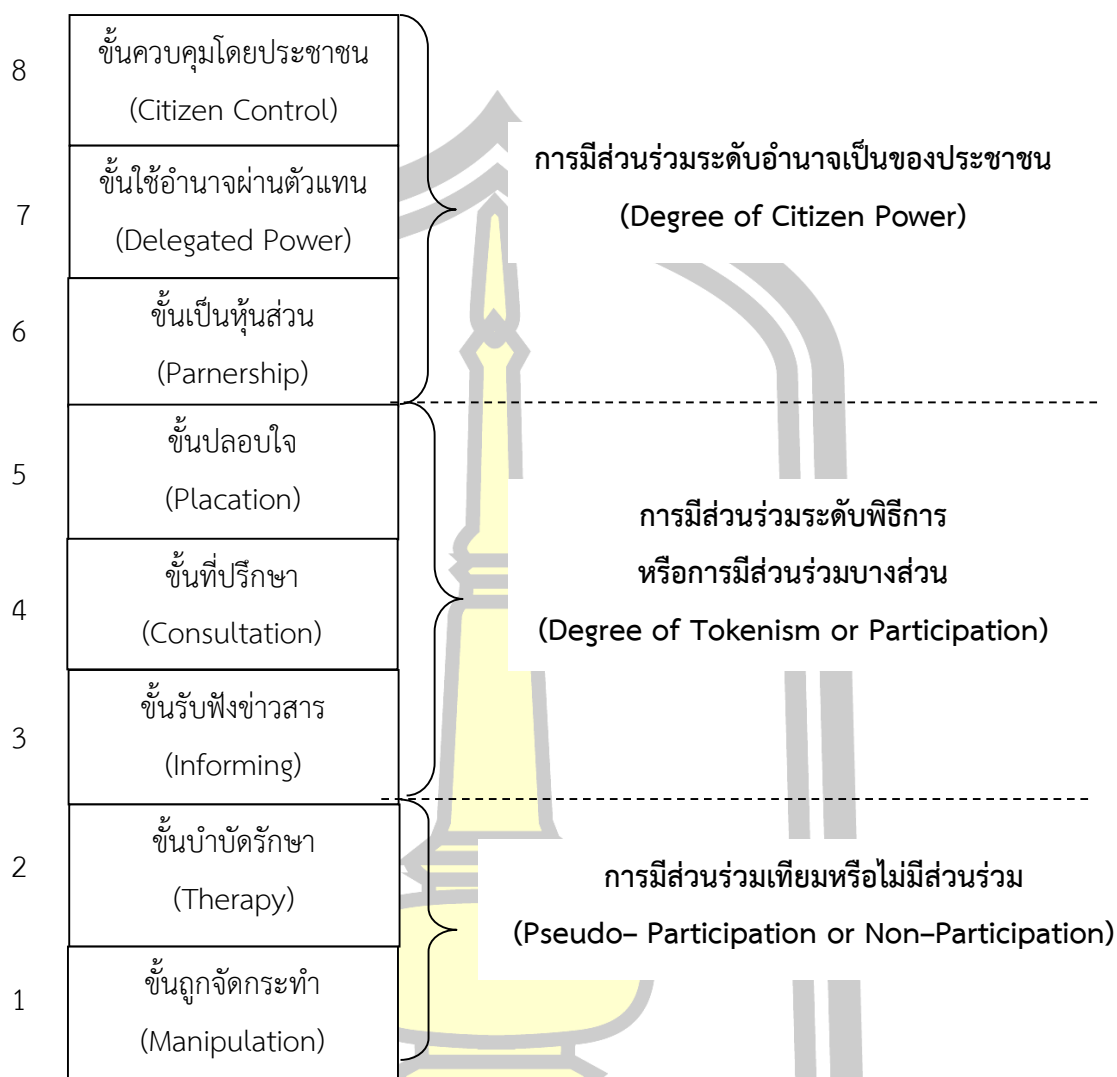 8
ขั้นควบคุมโดยประชาชน
(Citizen Control)
7
ขั้นใช้อำนาจผ่านตัวแทน
(Delegated Power)
6
ขั้นเป็นหุ้นส่วน
(Parnership)
การมีส่วนร่วมระดับอำนาจเป็นของประชาชน
(Degree of Citizen Power)
5
ขั้นปลอบใจ
(Placation)
4
ขั้นที่ปรึกษา
(Consultation)
3
ขั้นรับฟังข่าวสาร
(Informing)
การมีส่วนร่วมระดับพิธีการ
หรือการมีส่วนร่วมบางส่วน
(Degree of Tokenism or Participation)
2
ขั้นบำบัดรักษา
(Therapy)
1
ขั้นถูกจัดกระทำ
(Manipulation)
การมีส่วนร่วมเทียมหรือไม่มีส่วนร่วม
(Pseudo– Participation or Non–Participation)